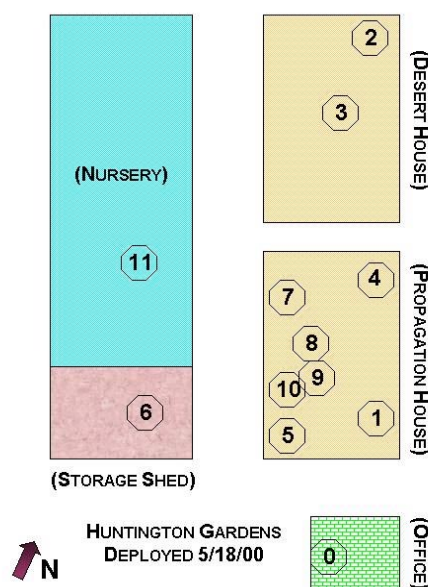 2
3
(DESERT HOUSE)
(NURSERY)
11
4
7
8
9
10
1
5
(PROPAGATION HOUSE)
6
(STORAGE SHED)
N
HUNTINGTON GARDENS
DEPLOYED 5/18/00
0
(OFFICE)